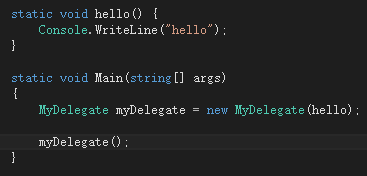 static void hello() {
    Console.WriteLine("hello");
}

static void Main(string[] args)
{
    MyDelegate myDelegate = new MyDelegate(hello);

    myDelegate();
}